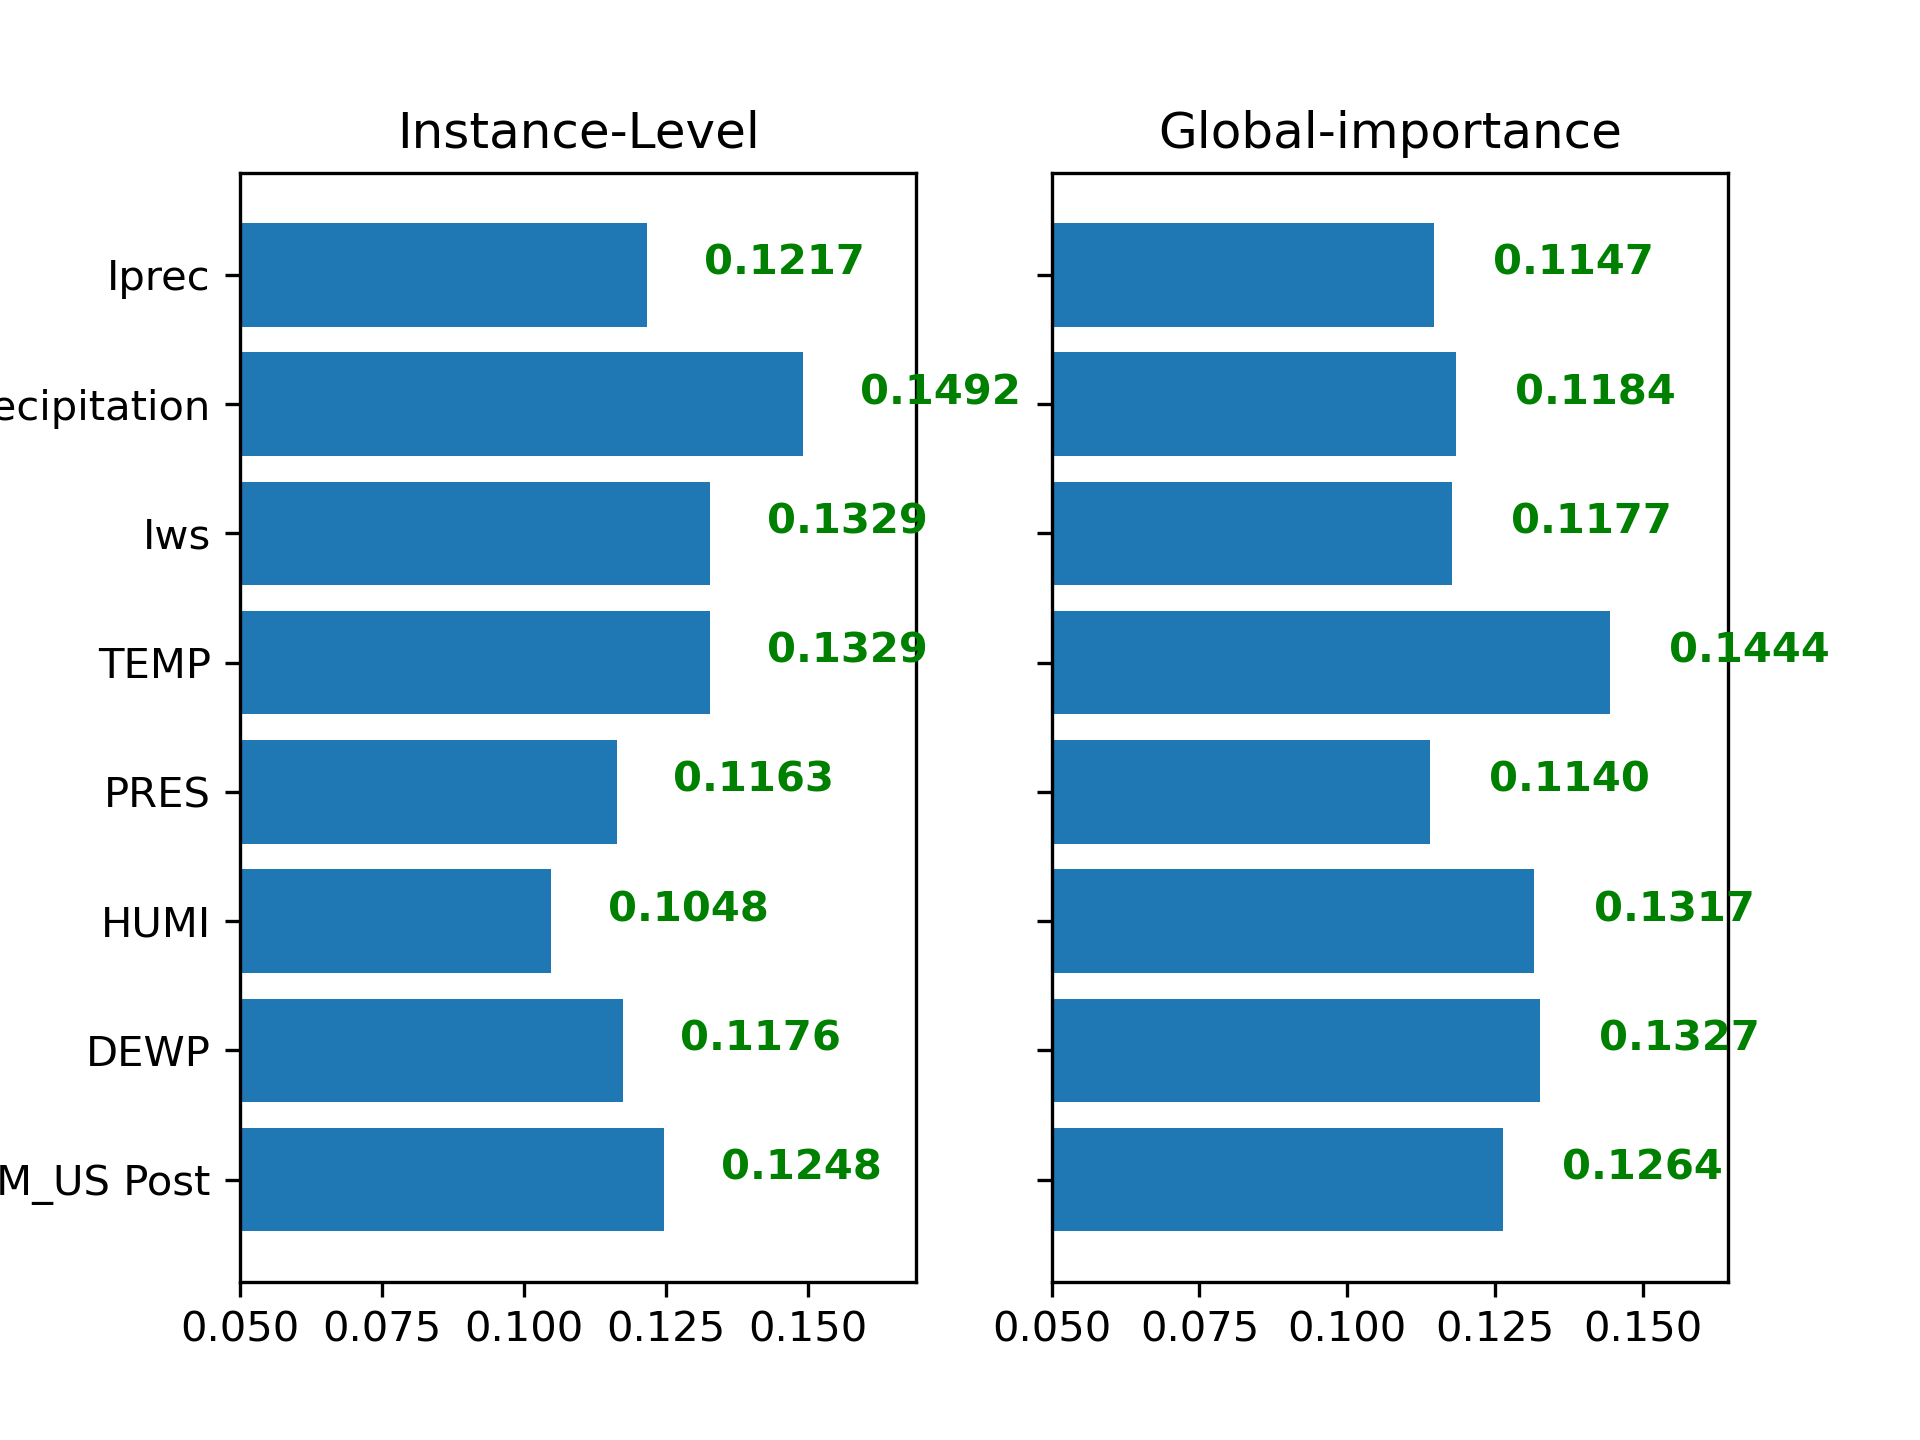 Instance-Level
Global-importance
Iprec 0.1217 0.1147
ecipitation 0.1492 0.1184
Iws 0.1329 0.1177
TEMP 0.1329 0.1444
PRES 0.1163 0.1140
HUMI 0.1048 0.1317
DEWP 0.1176 0.1327
M_US Post 0.1248 0.1264
0.050 0.075 0.100 0.125 0.150
0.050 0.075 0.100 0.125 0.150